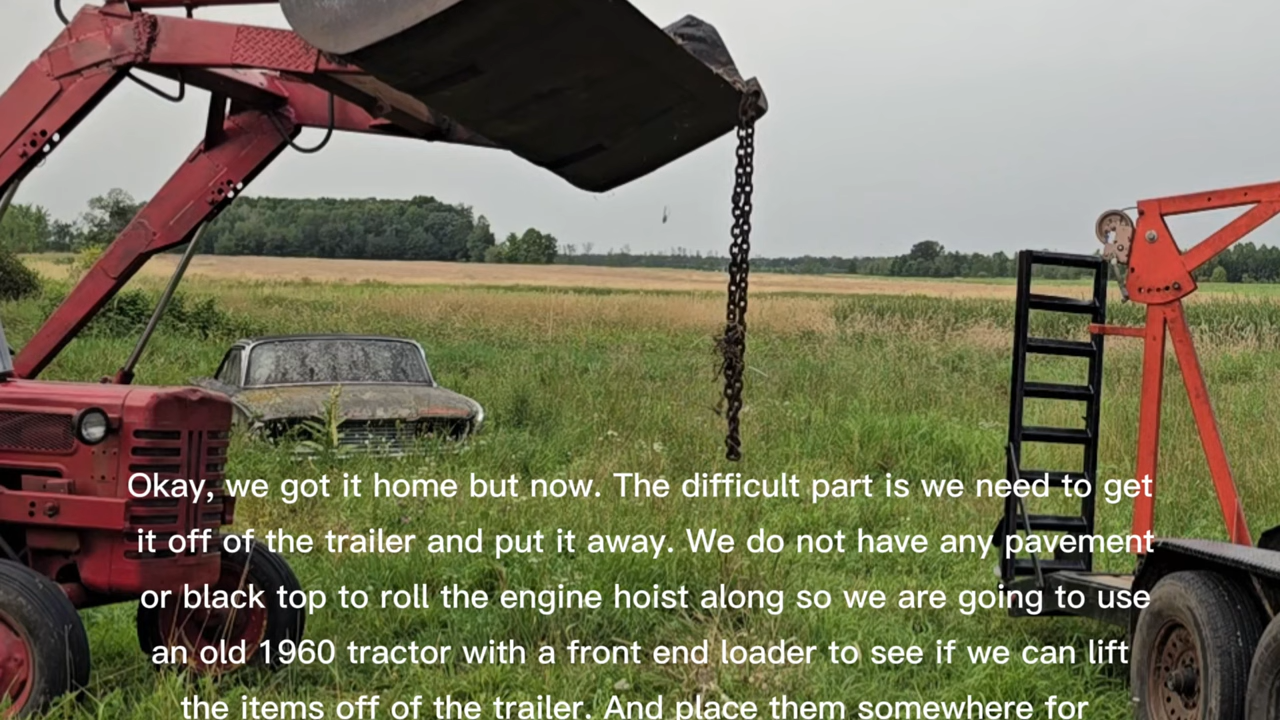 Okay, we got it home but now. The difficult part is we need to get
it off of the trailer and put it away. We do not have any pavement
or black top to roll the engine hoist along so we are going to use
an old 1960 tractor with a front end loader to see if we can lift
the items off of the trailer. And place them somewhere for